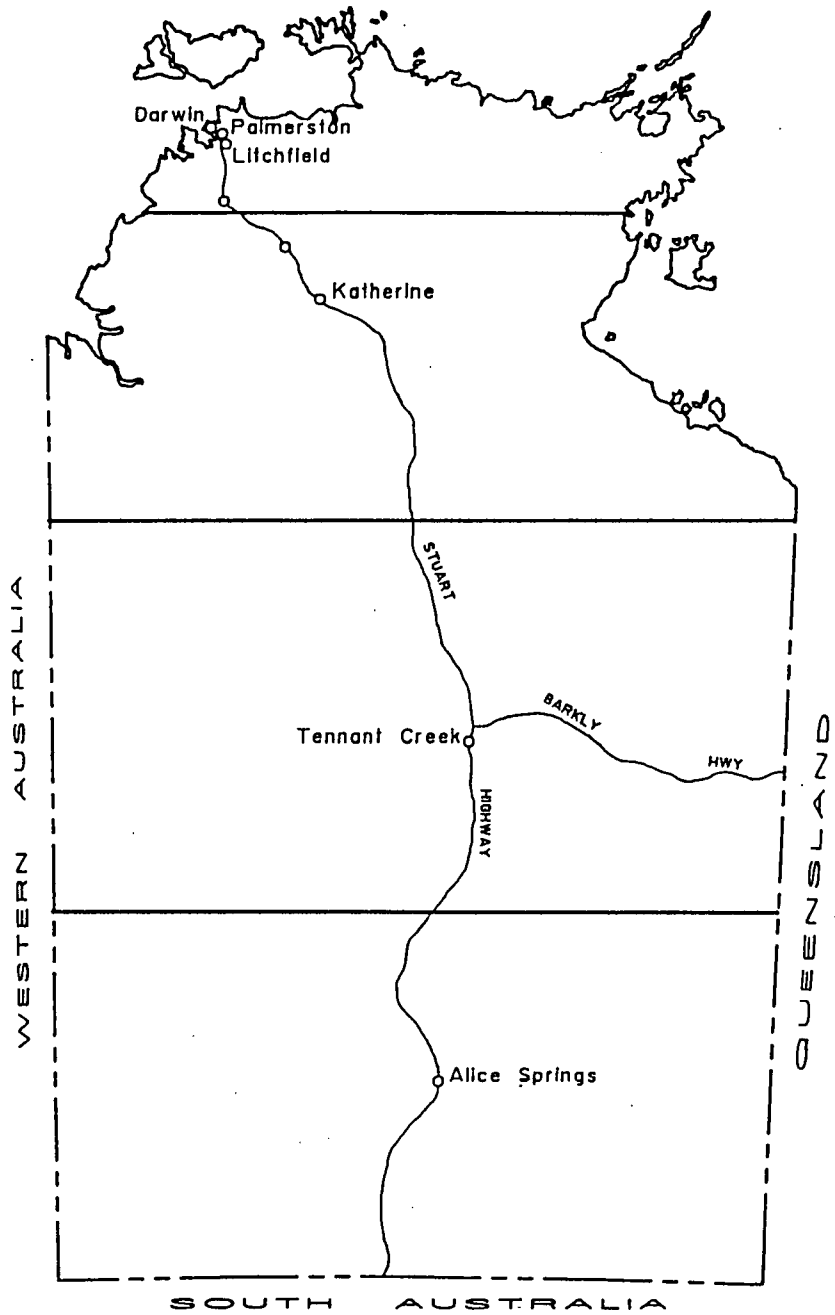 Darwin
Palmerston
Litchfield
Katherine
STUART
BARKLY
HWY
Tennant Creek
HIGHWAY
WESTERN AUSTRALIA
QUEENSLAND
Alice Springs
SOUTH AUSTRALIA